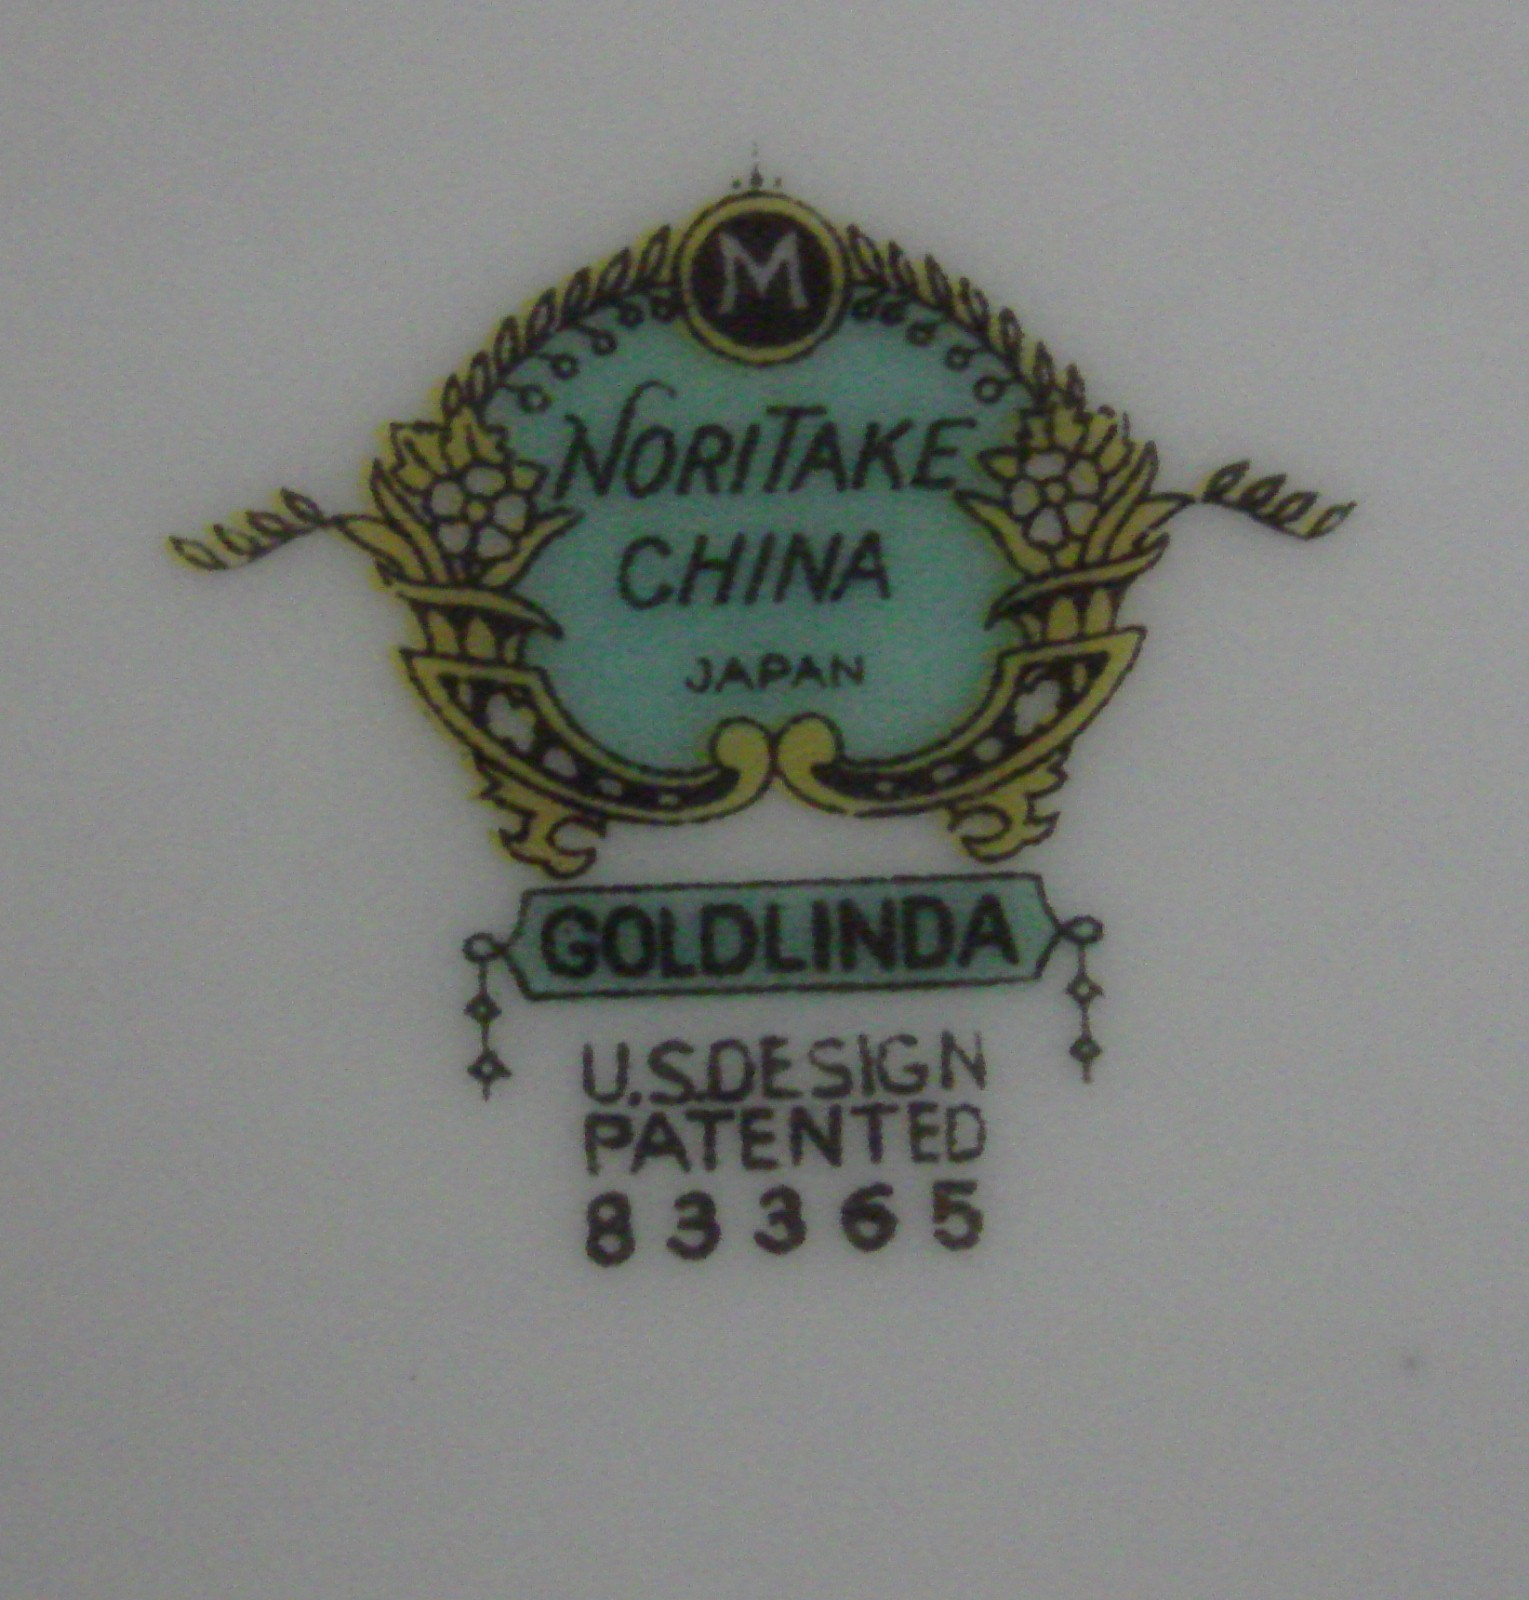 M
NORITAKE
CHINA
JAPAN
GOLDLINDA
U.S.DESIGN
PATENTED
83365